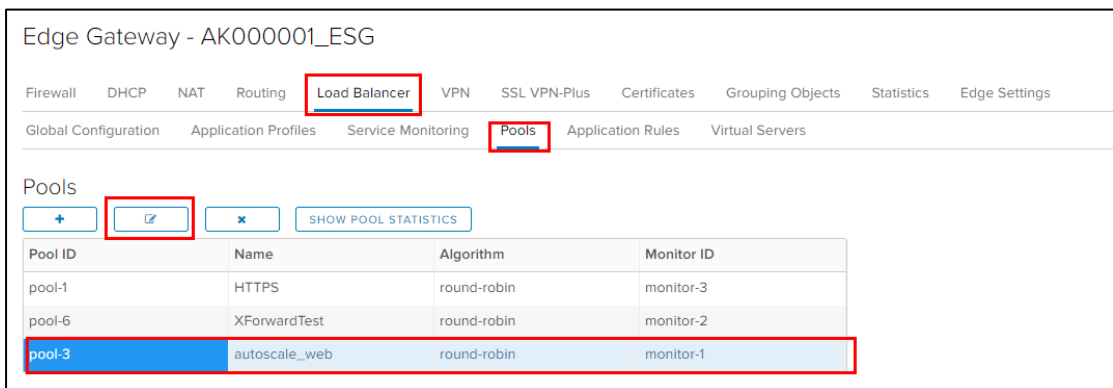 Edge Gateway - AK000001_ESG
Firewall DHCP NAT Routing Load Balancer VPN SSL VPN-Plus Certificates Grouping Objects Statistics Edge Settings
Global Configuration Application Profiles Service Monitoring Pools Application Rules Virtual Servers
Pools
+ × SHOW POOL STATISTICS
Pool ID Name Algorithm Monitor ID
pool-1 HTTPS round-robin monitor-3
pool-6 XForwardTest round-robin monitor-2
pool-3 autoscale_web round-robin monitor-1